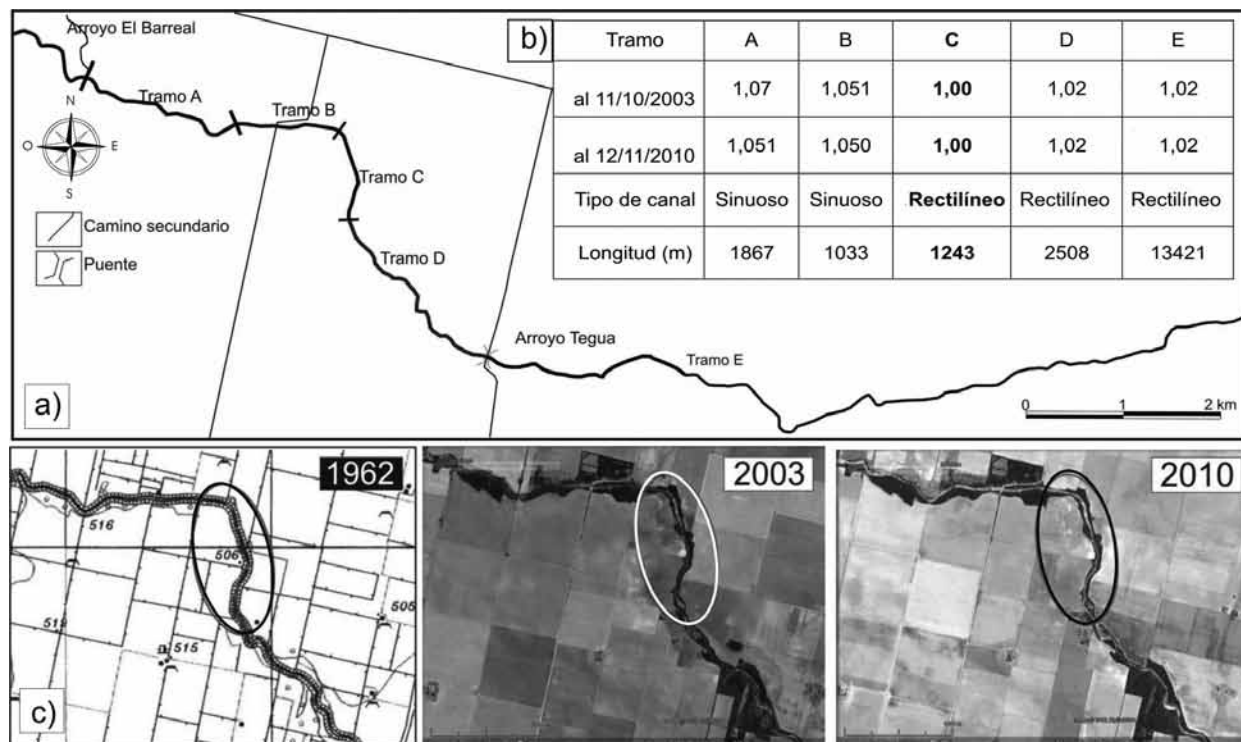 a)
Arroyo El Barreal
Tramo A
Tramo B
Tramo C
Tramo D
Arroyo Tegua
Tramo E
N
O
E
S
Camino secundario
Puente
0 1 2 km
b)
Tramo A B C D E
al 11/10/2003 1,07 1,051 1,00 1,02 1,02
al 12/11/2010 1,051 1,050 1,00 1,02 1,02
Tipo de canal Sinuoso Sinuoso Rectilíneo Rectilíneo Rectilíneo
Longitud (m) 1867 1033 1243 2508 13421
c)
1962
516
506
519
515
505
2003
2010